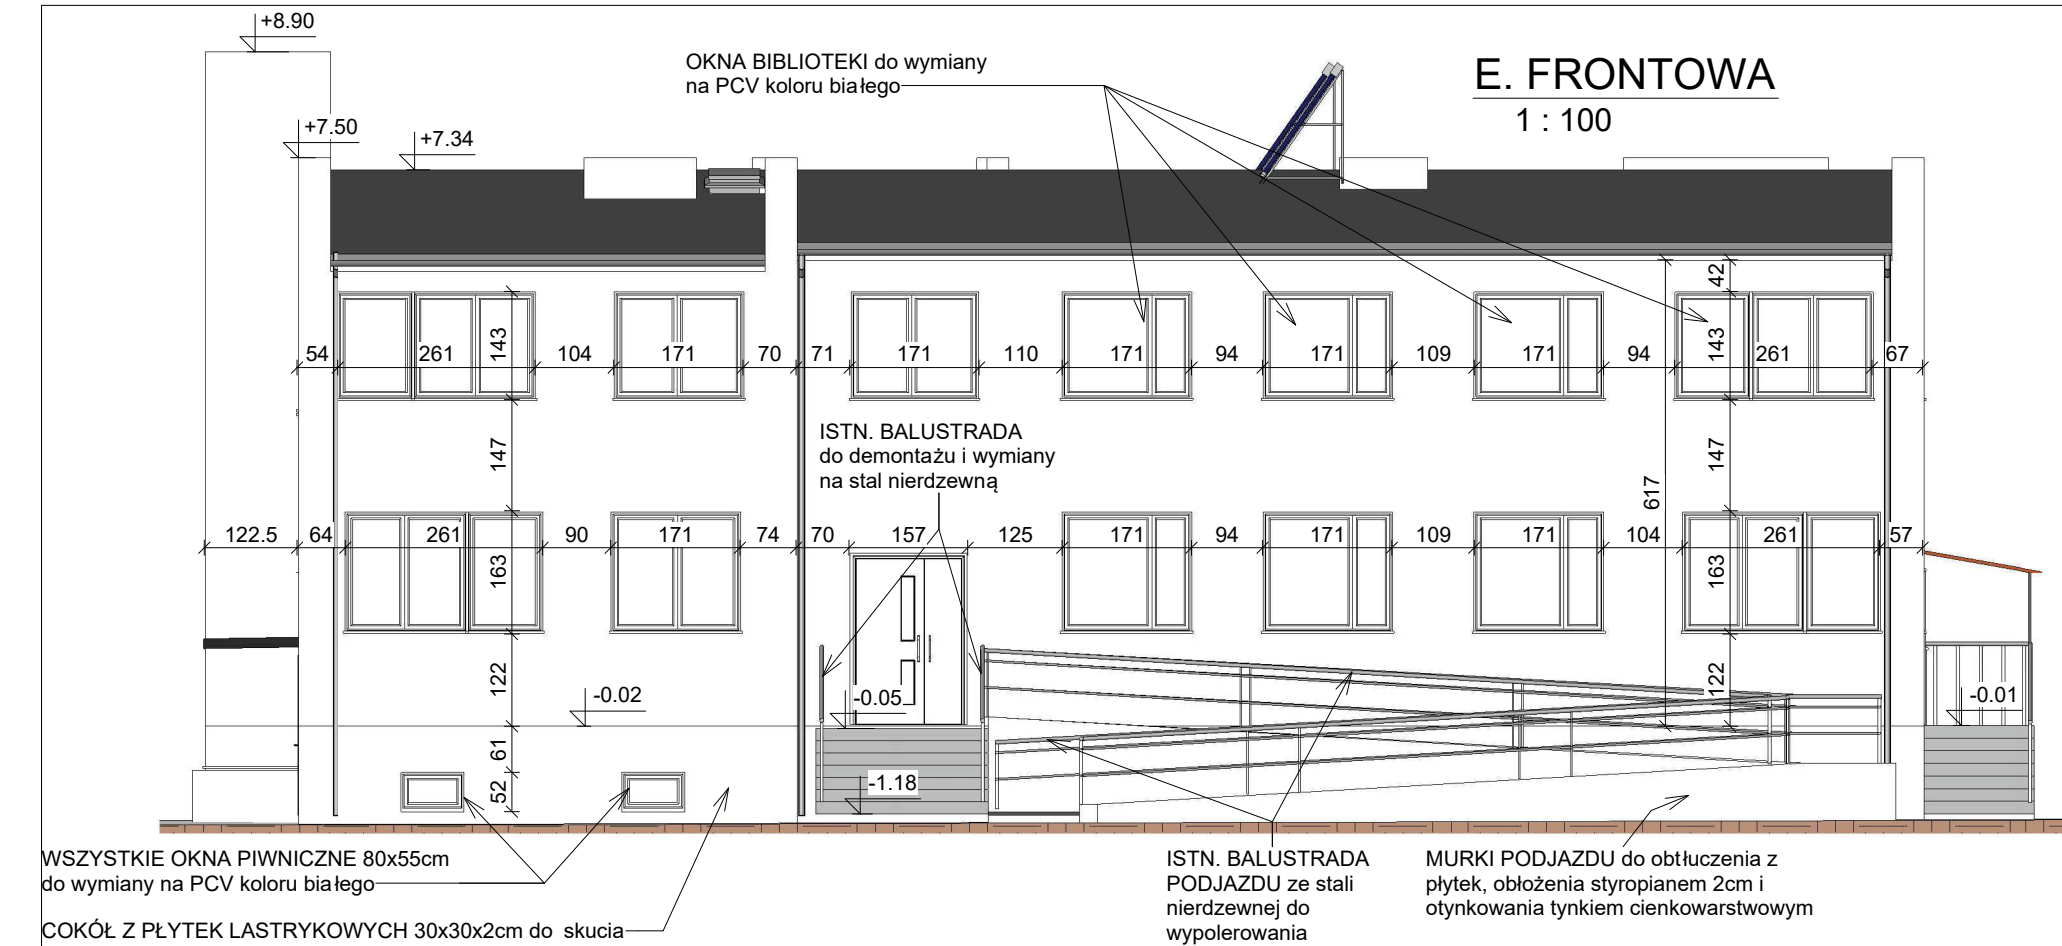 +8.90
OKNA BIBLIOTEKI do wymiany
na PCV koloru białego
E. FRONTOWA
1 : 100
+7.50
+7.34
42
143
143
54 261 104 171 70 71 171 110 171 94 171 109 171 94 261 67
ISTN. BALUSTRADA
do demontażu i wymiany
na stal nierdzewną
147
147
617
122.5 64 261 90 171 74 70 157 125 171 94 171 109 171 104 261 57
163
163
122
122
-0.02
-0.05
-0.01
61
52
-1.18
WSZYSTKIE OKNA PIWNICZNE 80x55cm
do wymiany na PCV koloru białego
COKÓŁ Z PŁYTEK LASTRYKOWYCH 30x30x2cm do skucia
ISTN. BALUSTRADA
PODJAZDU ze stali
nierdzewnej do
wypolerowania
MURKI PODJAZDU do obtłuczenia z
płytek, obłożenia styropianem 2cm i
otynkowania tynkiem cienkowarstwowym